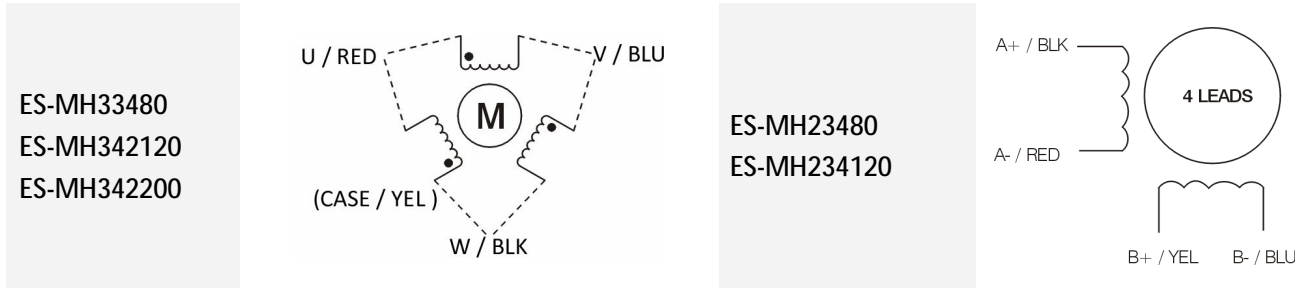 ES-MH33480
ES-MH342120
ES-MH342200
U / RED
V / BLU
M
(CASE / YEL )
W / BLK
ES-MH23480
ES-MH234120
A+ / BLK
4 LEADS
A- / RED
B+ / YEL
B- / BLU